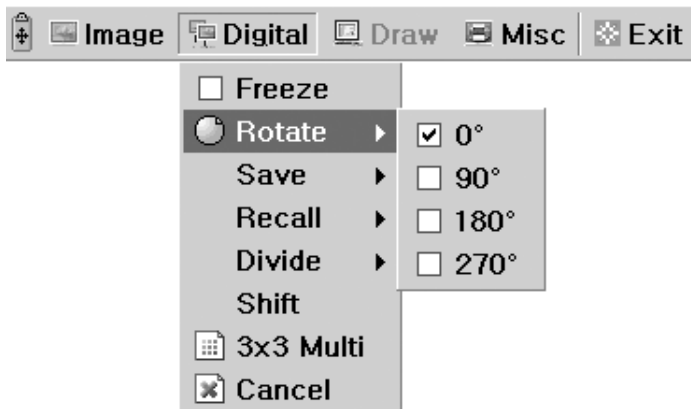 Image Digital Draw Misc Exit
Freeze
Rotate 0°
Save 90°
Recall 180°
Divide 270°
Shift
3x3 Multi
Cancel